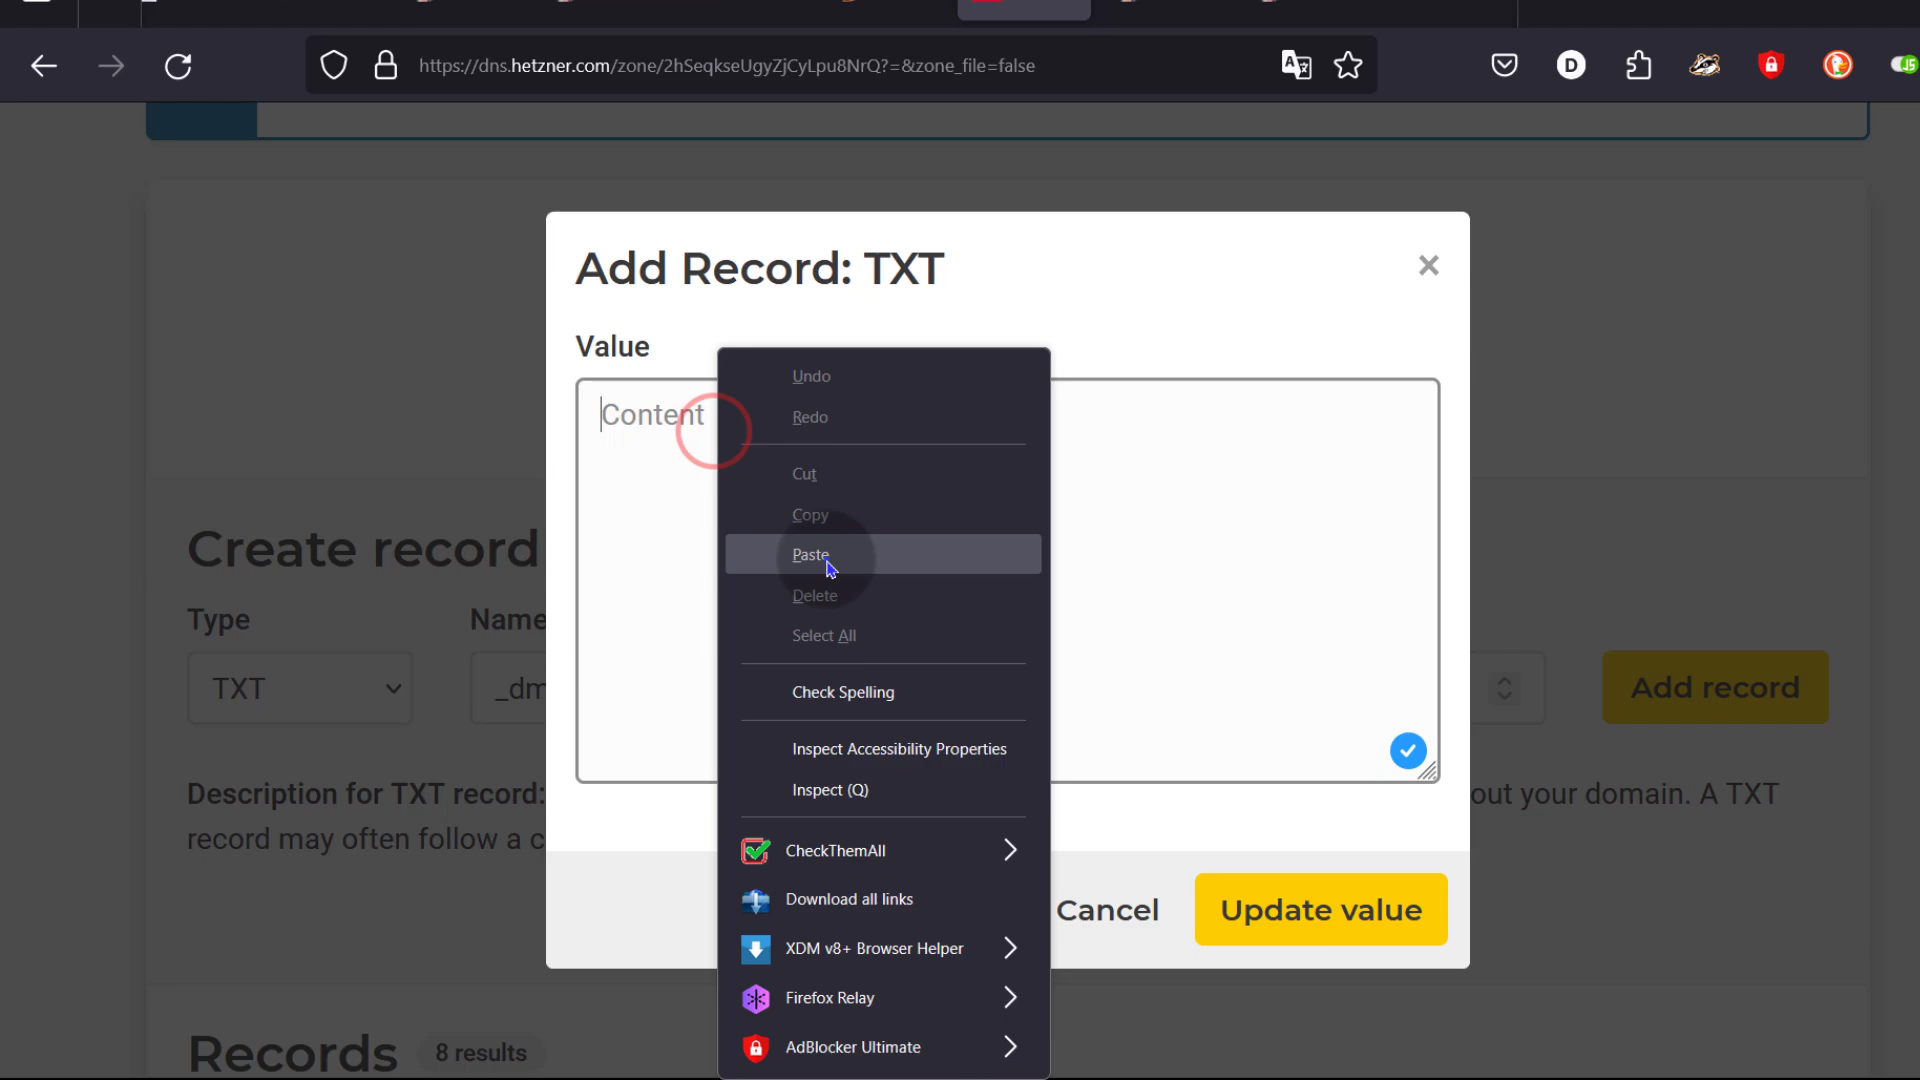 https://dns.hetzner.com/zone/2hSeqkseUgyZjCyLpu8NrQ?=&zone_file=false
D
JS
Add Record: TXT
×
Value
Content
Undo
Redo
Cut
Copy
Paste
Delete
Select All
Check Spelling
Inspect Accessibility Properties
Inspect (Q)
CheckThemAll
Download all links
XDM v8+ Browser Helper
Firefox Relay
AdBlocker Ultimate
Cancel
Update value
Create record
Type
Name
TXT
_dm
Add record
Description for TXT record:
out your domain. A TXT
record may often follow a c
Records
8 results